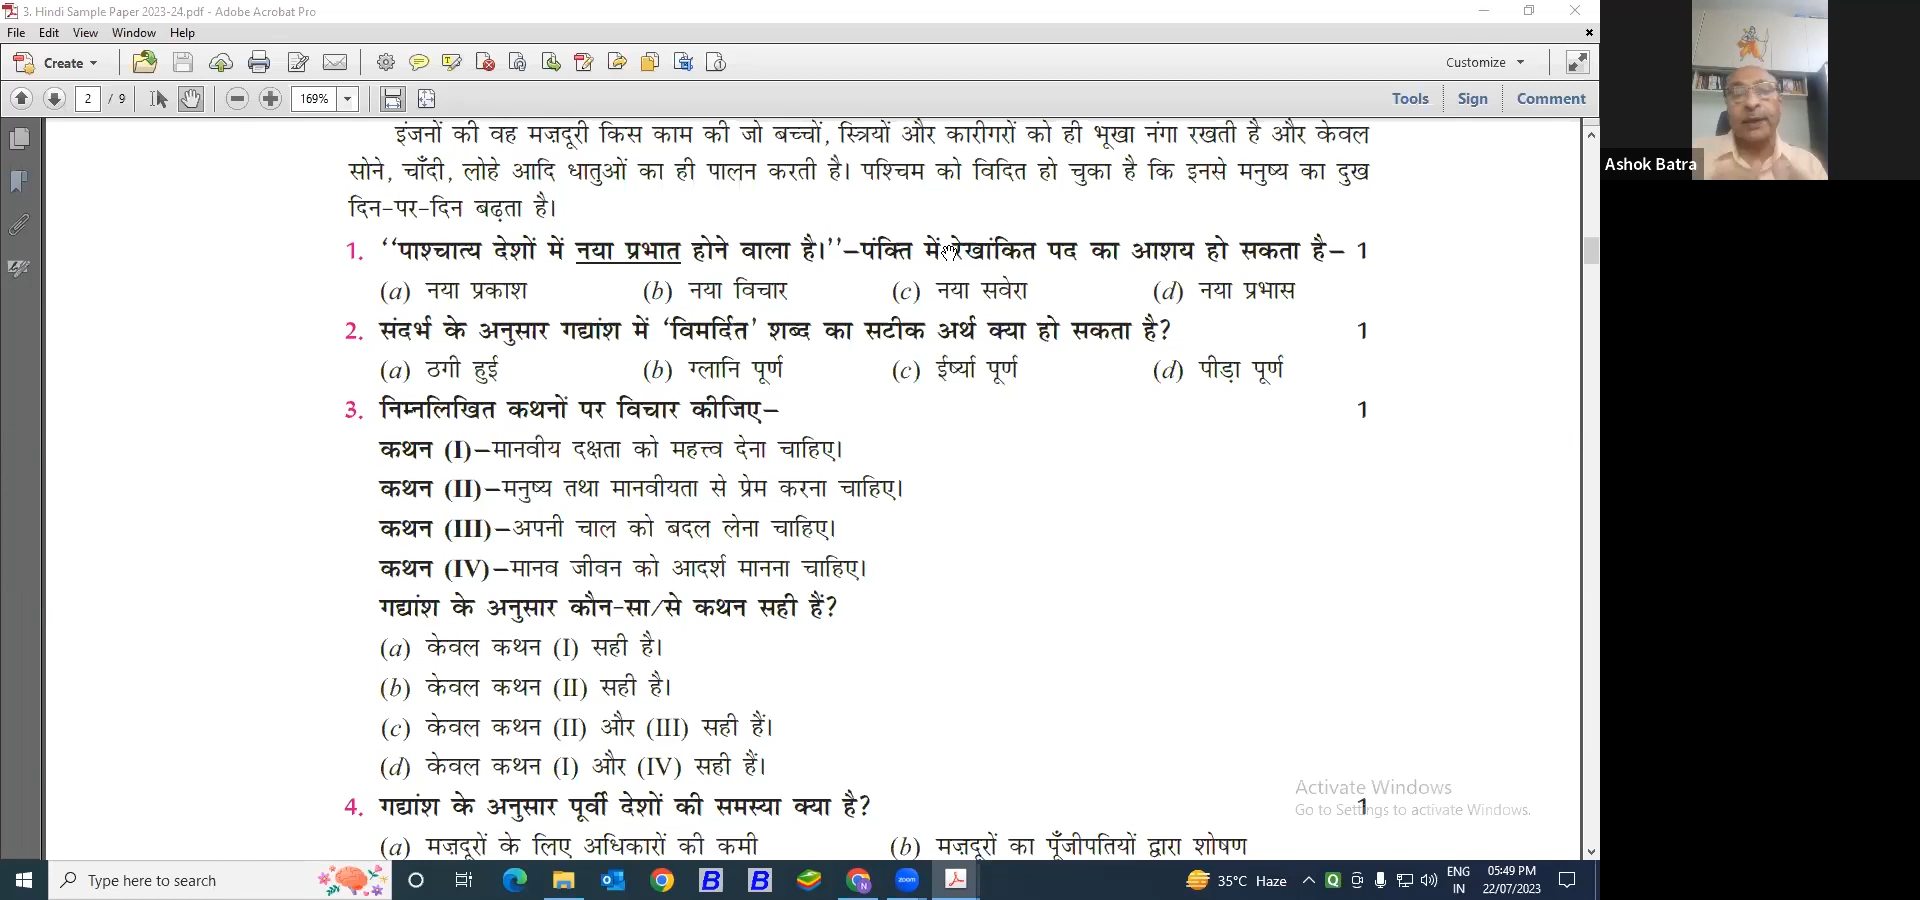 3. Hindi Sample Paper 2023-24.pdf - Adobe Acrobat Pro
File Edit View Window Help
Create
Customize
2 / 9
169%
Tools Sign Comment
इंजनों की वह मज़दूरी किस काम की जो बच्चों, स्त्रियों और कारीगरों को ही भूखा नंगा रखती है और केवल
सोने, चाँदी, लोहे आदि धातुओं का ही पालन करती है। पश्चिम को विदित हो चुका है कि इनसे मनुष्य का दुख
दिन-पर-दिन बढ़ता है।
1. ‘‘पाश्चात्य देशों में नया प्रभात होने वाला है।’’–पंक्ति में रेखांकित पद का आशय हो सकता है– 1
(a) नया प्रकाश (b) नया विचार (c) नया सवेरा (d) नया प्रभास
2. संदर्भ के अनुसार गद्यांश में ‘विमर्दित’ शब्द का सटीक अर्थ क्या हो सकता है? 1
(a) ठगी हुई (b) ग्लानि पूर्ण (c) ईर्ष्या पूर्ण (d) पीड़ा पूर्ण
3. निम्नलिखित कथनों पर विचार कीजिए– 1
कथन (I)–मानवीय दक्षता को महत्त्व देना चाहिए।
कथन (II)–मनुष्य तथा मानवीयता से प्रेम करना चाहिए।
कथन (III)–अपनी चाल को बदल लेना चाहिए।
कथन (IV)–मानव जीवन को आदर्श मानना चाहिए।
गद्यांश के अनुसार कौन-सा/से कथन सही हैं?
(a) केवल कथन (I) सही है।
(b) केवल कथन (II) सही है।
(c) केवल कथन (II) और (III) सही हैं।
(d) केवल कथन (I) और (IV) सही हैं।
4. गद्यांश के अनुसार पूर्वी देशों की समस्या क्या है? 1
(a) मज़दूरों के लिए अधिकारों की कमी (b) मज़दूरों का पूँजीपतियों द्वारा शोषण
Activate Windows
Go to Settings to activate Windows.
Ashok Batra
Type here to search
zoom
35°C Haze
ENG
IN
05:49 PM
22/07/2023